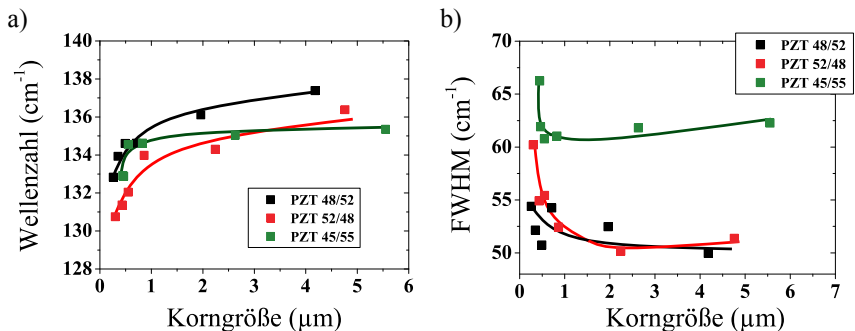 a)
140
138
136
134
132
130
128
Wellenzahl (cm⁻¹)
0 1 2 3 4 5 6
Korngröße (µm)
PZT 48/52
PZT 52/48
PZT 45/55
b)
70
65
60
55
50
FWHM (cm⁻¹)
0 1 2 3 4 5 6 7
Korngröße (µm)
PZT 48/52
PZT 52/48
PZT 45/55